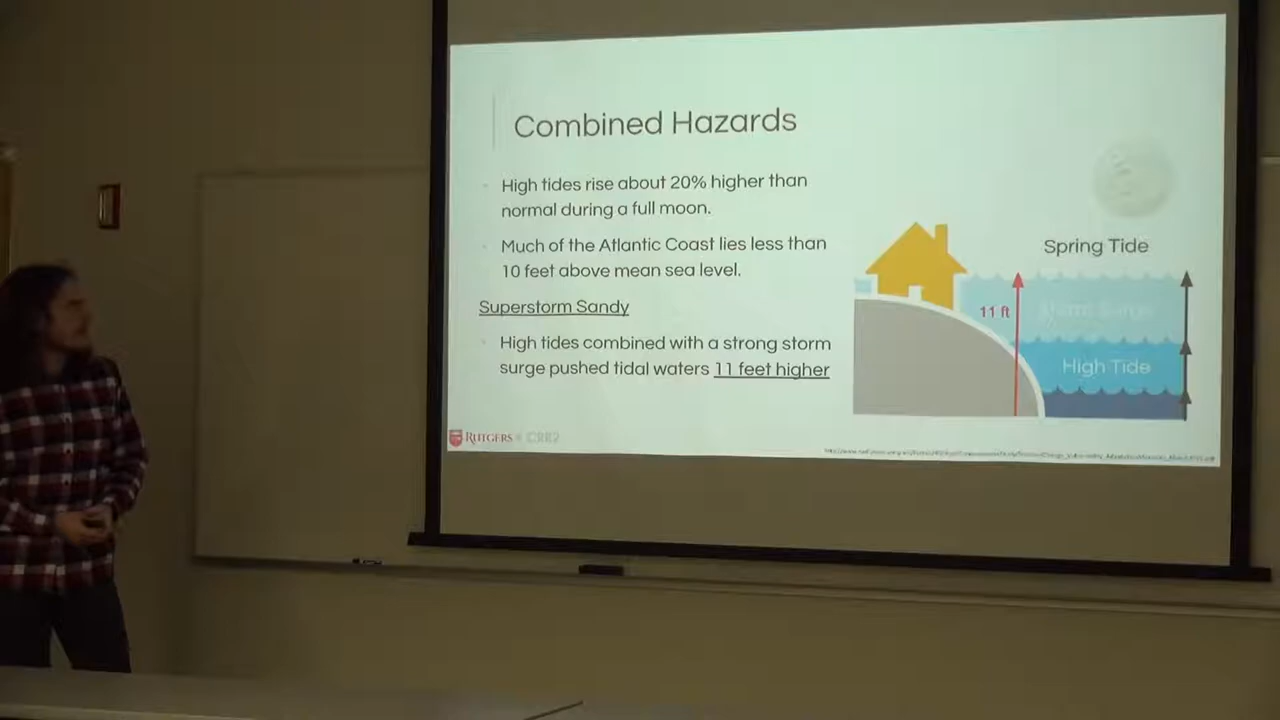 Combined Hazards
High tides rise about 20% higher than
normal during a full moon.
Much of the Atlantic Coast lies less than
10 feet above mean sea level.
Superstorm Sandy
High tides combined with a strong storm
surge pushed tidal waters 11 feet higher
Spring Tide
11 ft
Storm Surge
High Tide
RUTGERS